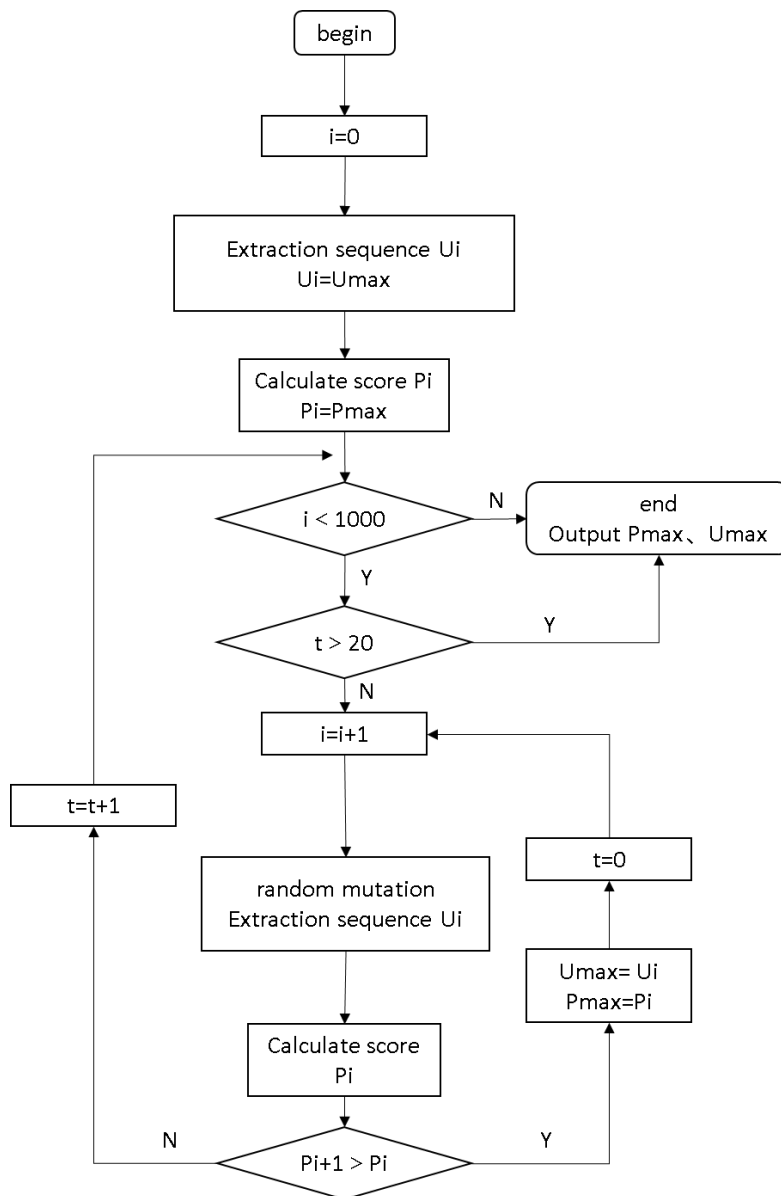 begin
i=0
Extraction sequence Ui
Ui=Umax
Calculate score Pi
Pi=Pmax
i < 1000
N
end
Output Pmax、Umax
Y
t > 20
Y
N
i=i+1
t=t+1
t=0
random mutation
Extraction sequence Ui
Umax= Ui
Pmax=Pi
Calculate score
Pi
N
Y
Pi+1 > Pi